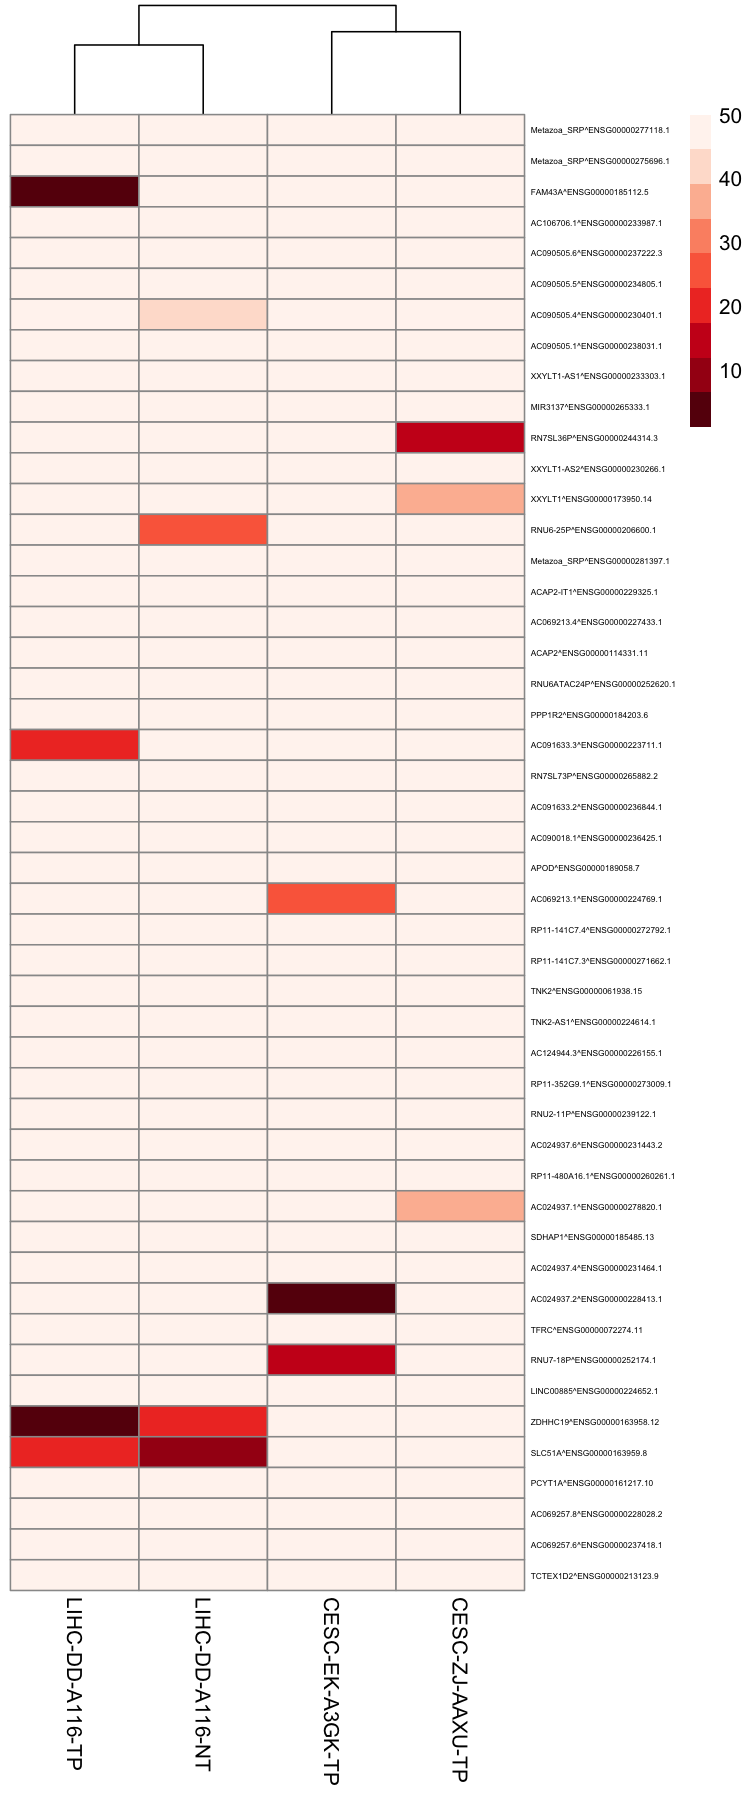 Metazoa_SRP^ENSG00000277118.1
Metazoa_SRP^ENSG00000275696.1
FAM43A^ENSG00000185112.5
AC106706.1^ENSG00000233987.1
AC090505.6^ENSG00000237222.3
AC090505.5^ENSG00000234805.1
AC090505.4^ENSG00000230401.1
AC090505.1^ENSG00000238031.1
XXYLT1-AS1^ENSG00000233303.1
MIR3137^ENSG00000265333.1
RN7SL36P^ENSG00000244314.3
XXYLT1-AS2^ENSG00000230266.1
XXYLT1^ENSG00000173950.14
RNU6-25P^ENSG00000206600.1
Metazoa_SRP^ENSG00000281397.1
ACAP2-IT1^ENSG00000229325.1
AC069213.4^ENSG00000227433.1
ACAP2^ENSG00000114331.11
RNU6ATAC24P^ENSG00000252620.1
PPP1R2^ENSG00000184203.6
AC091633.3^ENSG00000223711.1
RN7SL73P^ENSG00000265882.2
AC091633.2^ENSG00000236844.1
AC090018.1^ENSG00000236425.1
APOD^ENSG00000189058.7
AC069213.1^ENSG00000224769.1
RP11-141C7.4^ENSG00000272792.1
RP11-141C7.3^ENSG00000271662.1
TNK2^ENSG00000061938.15
TNK2-AS1^ENSG00000224614.1
AC124944.3^ENSG00000226155.1
RP11-352G9.1^ENSG00000273009.1
RNU2-11P^ENSG00000239122.1
AC024937.6^ENSG00000231443.2
RP11-480A16.1^ENSG00000260261.1
AC024937.1^ENSG00000278820.1
SDHAP1^ENSG00000185485.13
AC024937.4^ENSG00000231464.1
AC024937.2^ENSG00000228413.1
TFRC^ENSG00000072274.11
RNU7-18P^ENSG00000252174.1
LINC00885^ENSG00000224652.1
ZDHHC19^ENSG00000163958.12
SLC51A^ENSG00000163959.8
PCYT1A^ENSG00000161217.10
AC069257.8^ENSG00000228028.2
AC069257.6^ENSG00000237418.1
TCTEX1D2^ENSG00000213123.9
50
40
30
20
10
LIHC-DD-A116-TP
LIHC-DD-A116-NT
CESC-EK-A3GK-TP
CESC-ZJ-AAXU-TP